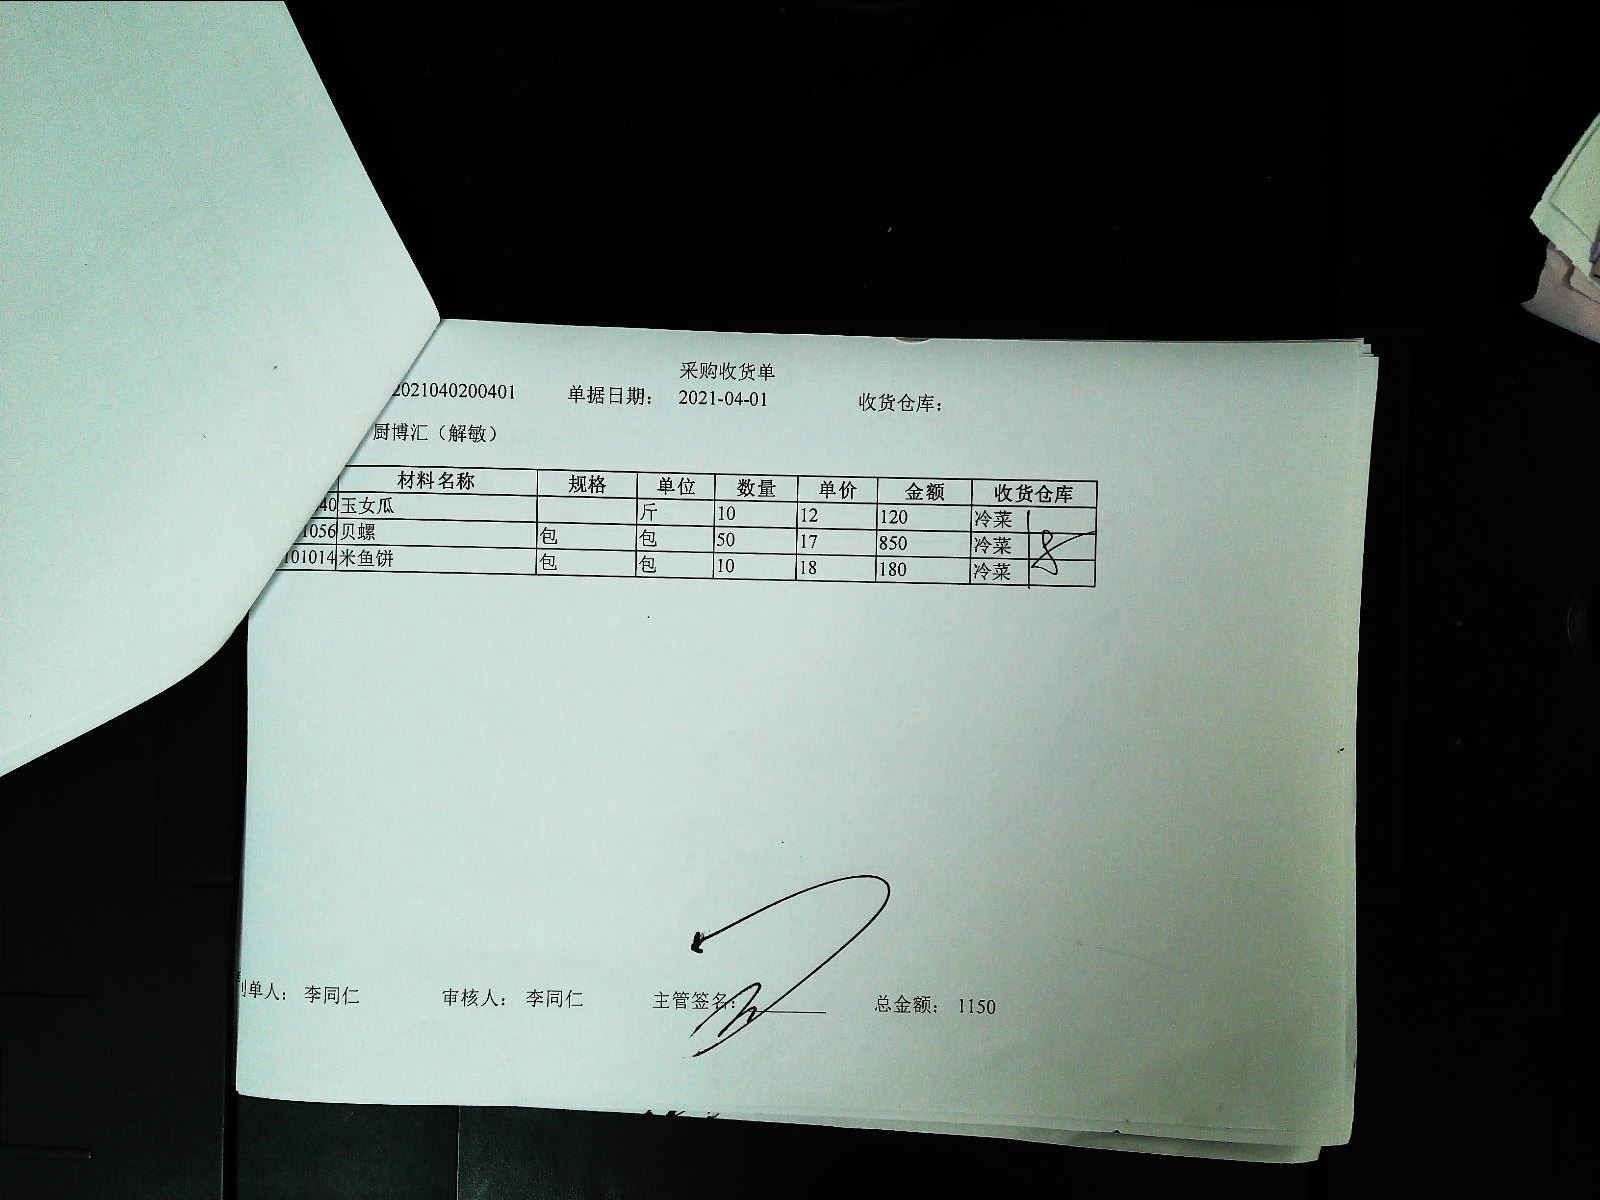 采购收货单
2021040200401 单据日期： 2021-04-01 收货仓库：
厨博汇（解敏）
材料名称 规格 单位 数量 单价 金额 收货仓库
40 玉女瓜 斤 10 12 120 冷菜
1056 贝螺 包 包 50 17 850 冷菜
101014 米鱼饼 包 包 10 18 180 冷菜
制单人： 李同仁 审核人： 李同仁 主管签名： 总金额： 1150